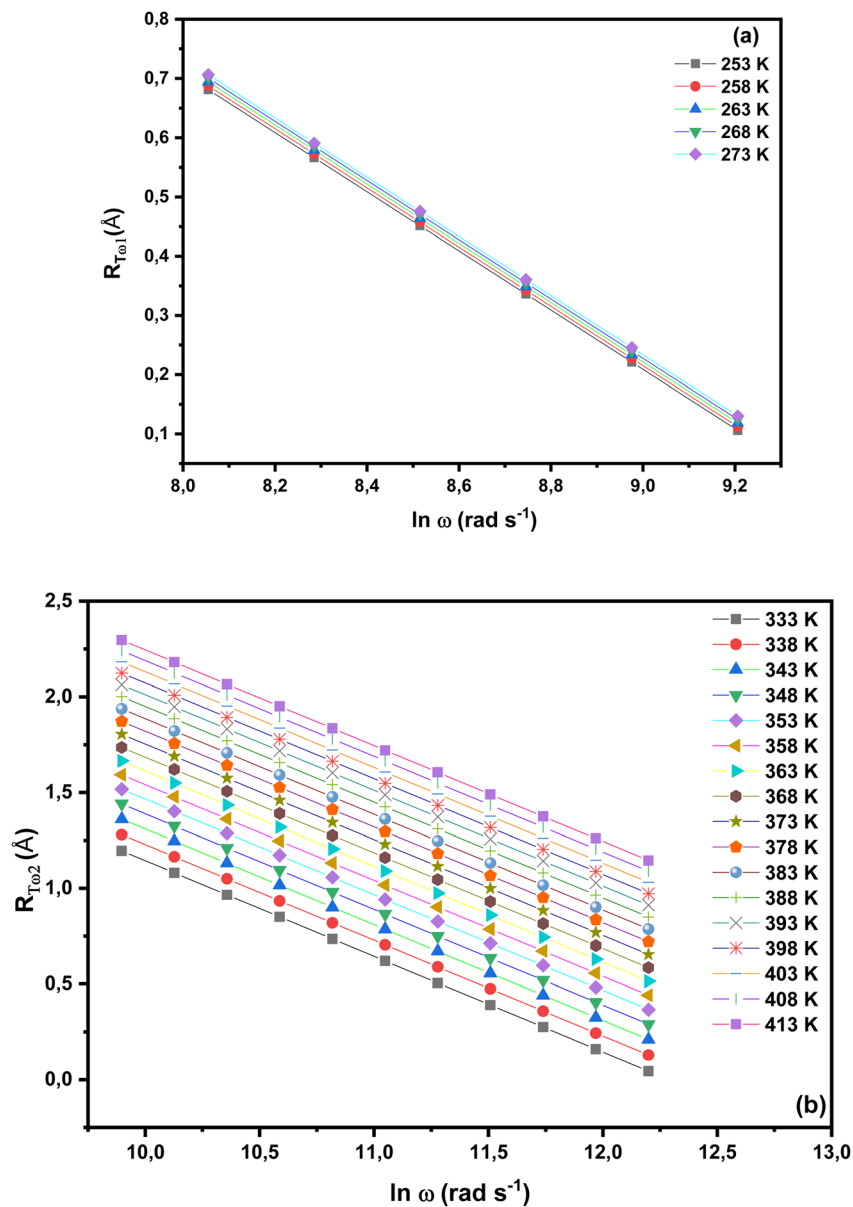 (a)
0,8
0,7
0,6
0,5
0,4
0,3
0,2
0,1
8,0 8,2 8,4 8,6 8,8 9,0 9,2
R_Tω1 (Å)
ln ω (rad s⁻¹)
253 K
258 K
263 K
268 K
273 K
2,5
2,0
1,5
1,0
0,5
0,0
10,0 10,5 11,0 11,5 12,0 12,5 13,0
R_Tω2 (Å)
ln ω (rad s⁻¹)
333 K
338 K
343 K
348 K
353 K
358 K
363 K
368 K
373 K
378 K
383 K
388 K
393 K
398 K
403 K
408 K
413 K
(b)